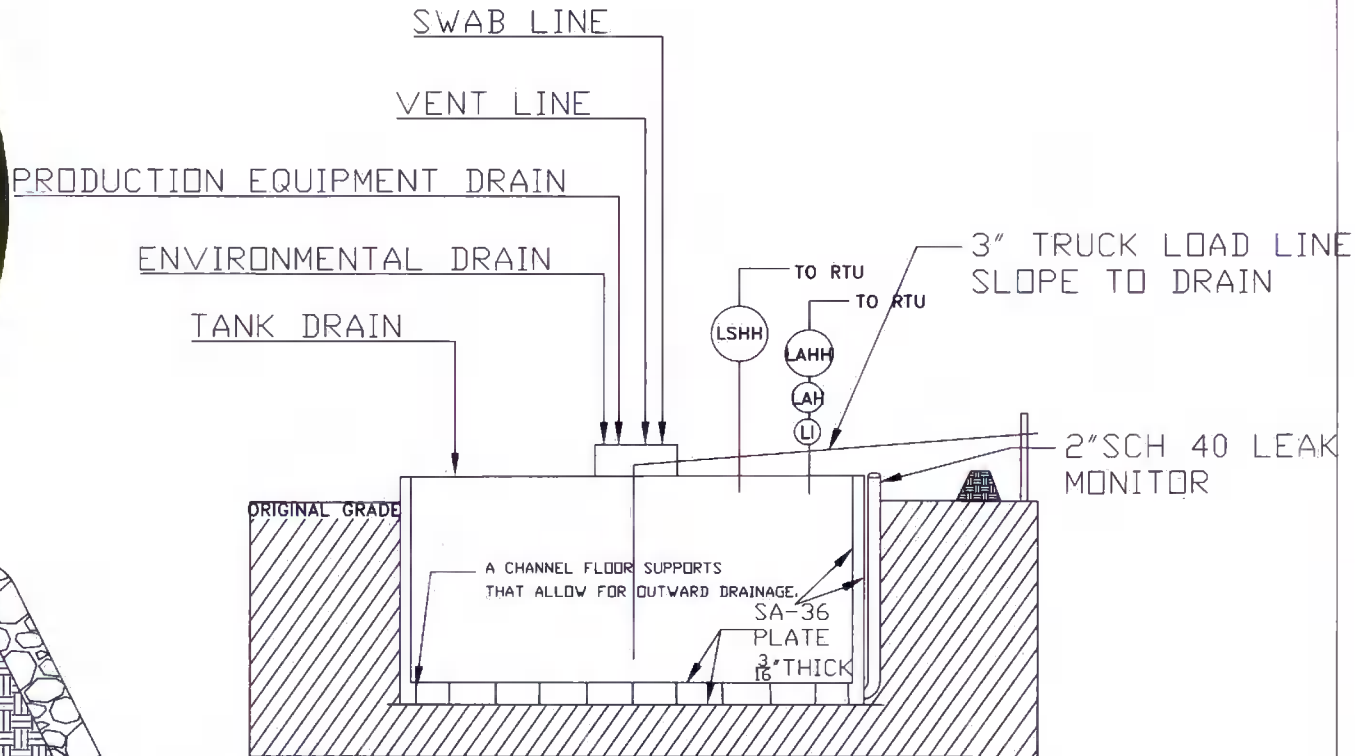 SWAB LINE
VENT LINE
PRODUCTION EQUIPMENT DRAIN
ENVIRONMENTAL DRAIN
TANK DRAIN
TO RTU
TO RTU
3" TRUCK LOAD LINE
SLOPE TO DRAIN
LSHH
LAHH
LAH
LI
2"SCH 40 LEAK
MONITOR
ORIGINAL GRADE
A CHANNEL FLOOR SUPPORTS
THAT ALLOW FOR OUTWARD DRAINAGE.
SA-36
PLATE
3/16"THICK